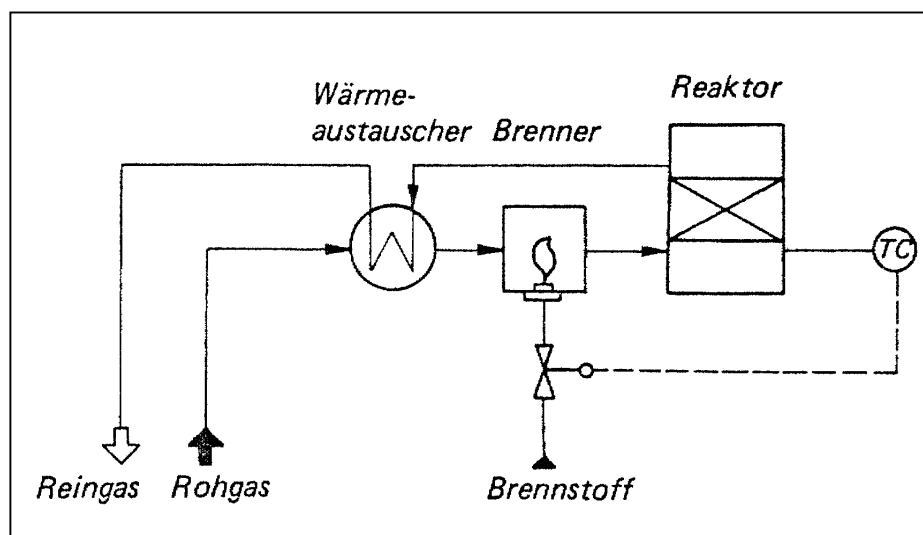 Reaktor
Wärme-
austauscher Brenner
TC
Reingas Rohgas Brennstoff